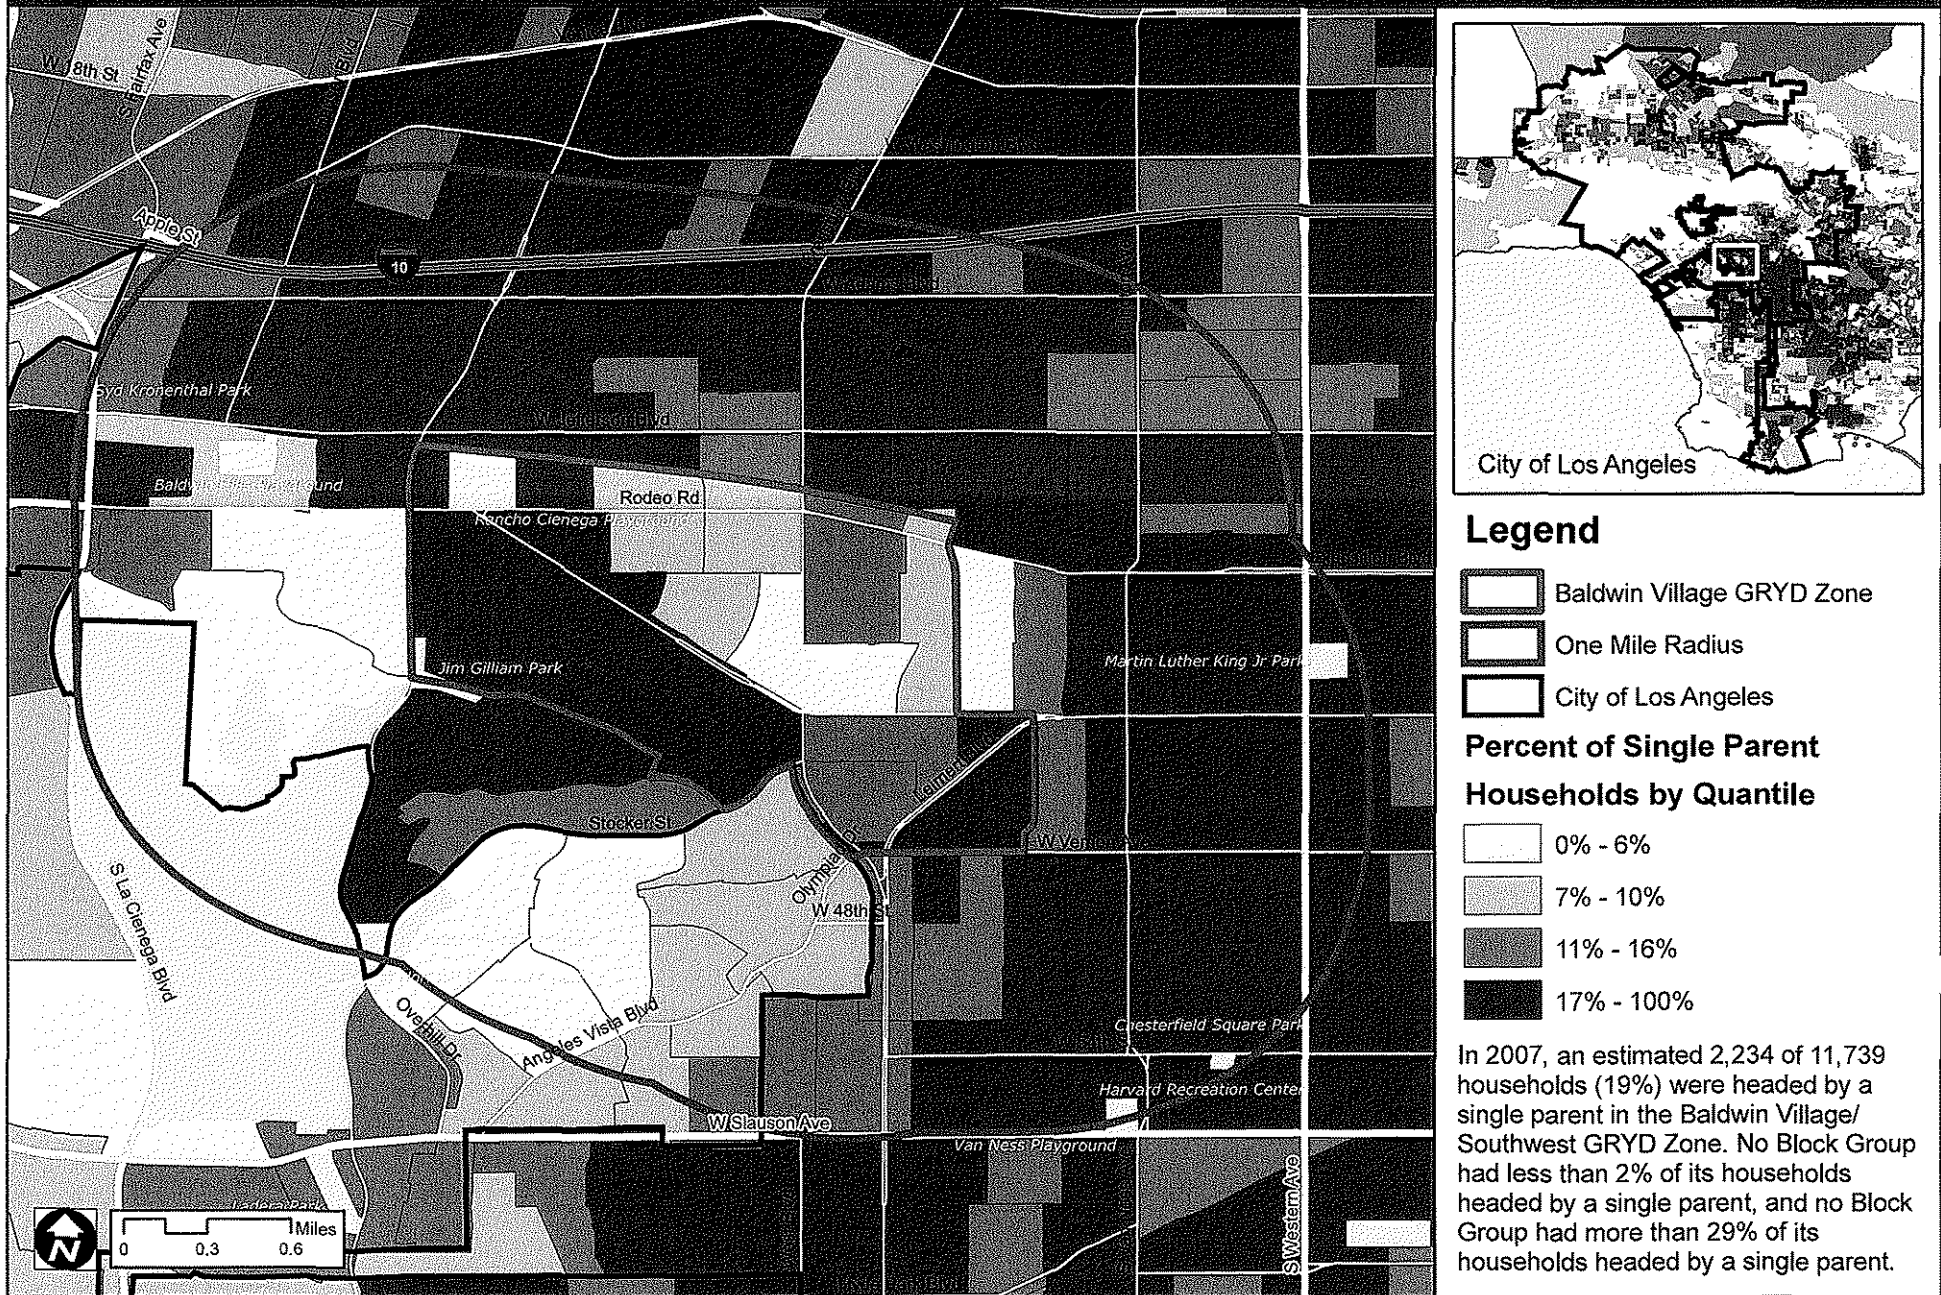 W 18th St
S Fairfax Ave
Blvd
Apple St
10
Syd Kronenthal Park
Rodeo Rd
Rancho Cienega Playground
Jim Gilliam Park
Martin Luther King Jr Park
Stocker St
Leimert
Olympia
W 48th St
S La Cienega Blvd
Overhill Dr
Angeles Vista Blvd
Chesterfield Square Park
Harvard Recreation Center
W Slauson Ave
Van Ness Playground
Ladera Park
S Western Ave
N
Miles
0 0.3 0.6
City of Los Angeles
Legend
Baldwin Village GRYD Zone
One Mile Radius
City of Los Angeles
Percent of Single Parent
Households by Quantile
0% - 6%
7% - 10%
11% - 16%
17% - 100%
In 2007, an estimated 2,234 of 11,739
households (19%) were headed by a
single parent in the Baldwin Village/
Southwest GRYD Zone. No Block Group
had less than 2% of its households
headed by a single parent, and no Block
Group had more than 29% of its
households headed by a single parent.